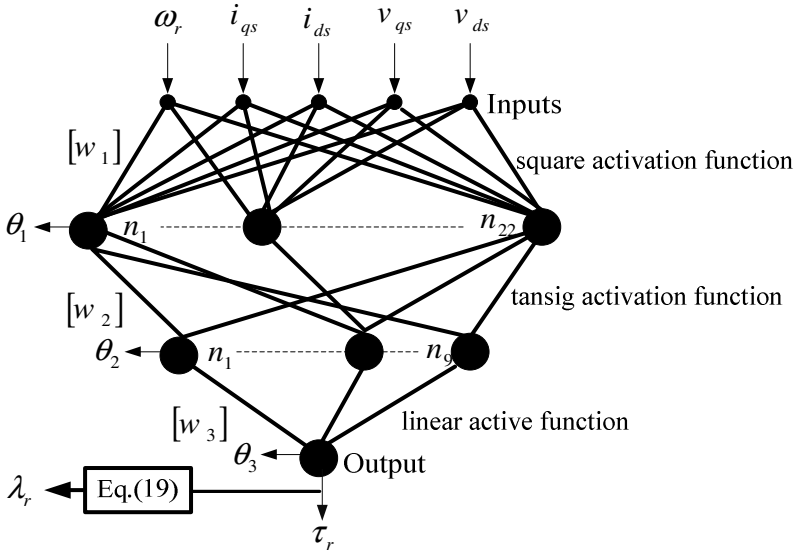 ω_r i_qs i_ds v_qs v_ds
Inputs
[w_1]
square activation function
θ_1 n_1 n_22
tansig activation function
[w_2]
θ_2 n_1 n_9
linear active function
[w_3]
θ_3 Output
λ_r Eq.(19)
τ_r